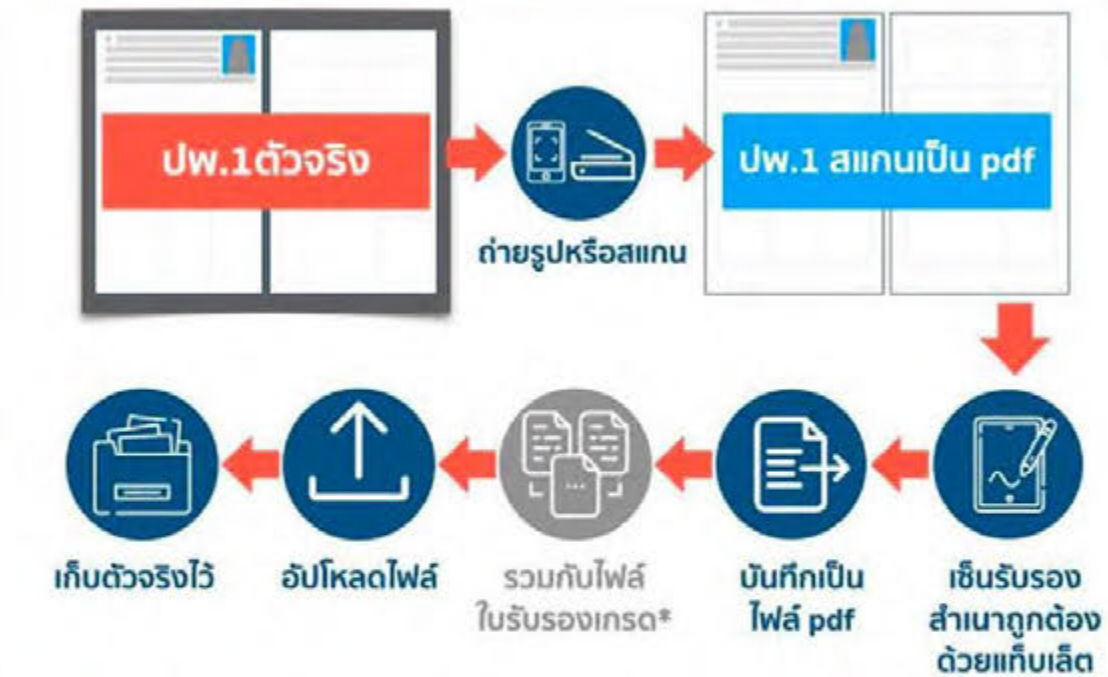 ปพ.1ตัวจริง
ถ่ายรูปหรือสแกน
ปพ.1 สแกนเป็น pdf
เซ็นรับรอง
สำเนาถูกต้อง
ด้วยแท็บเล็ต
บันทึกเป็น
ไฟล์ pdf
รวมกับไฟล์
ใบรับรองเกรด*
อัปโหลดไฟล์
เก็บตัวจริงไว้